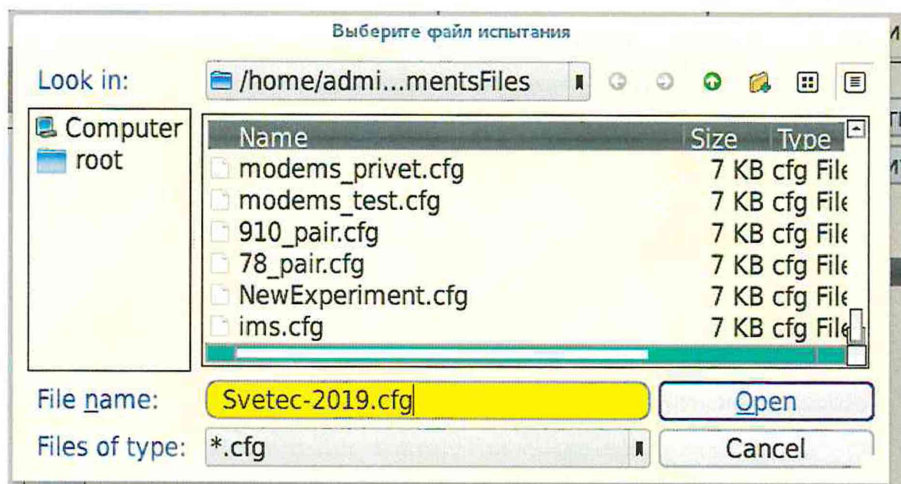 Выберите файл испытания
Look in:
/home/admi...mentsFiles
Computer
root
Name Size Type
modems_privet.cfg 7 KB cfg File
modems_test.cfg 7 KB cfg File
910_pair.cfg 7 KB cfg File
78_pair.cfg 7 KB cfg File
NewExperiment.cfg 7 KB cfg File
ims.cfg 7 KB cfg File
File name: Svetec-2019.cfg Open
Files of type: *.cfg Cancel